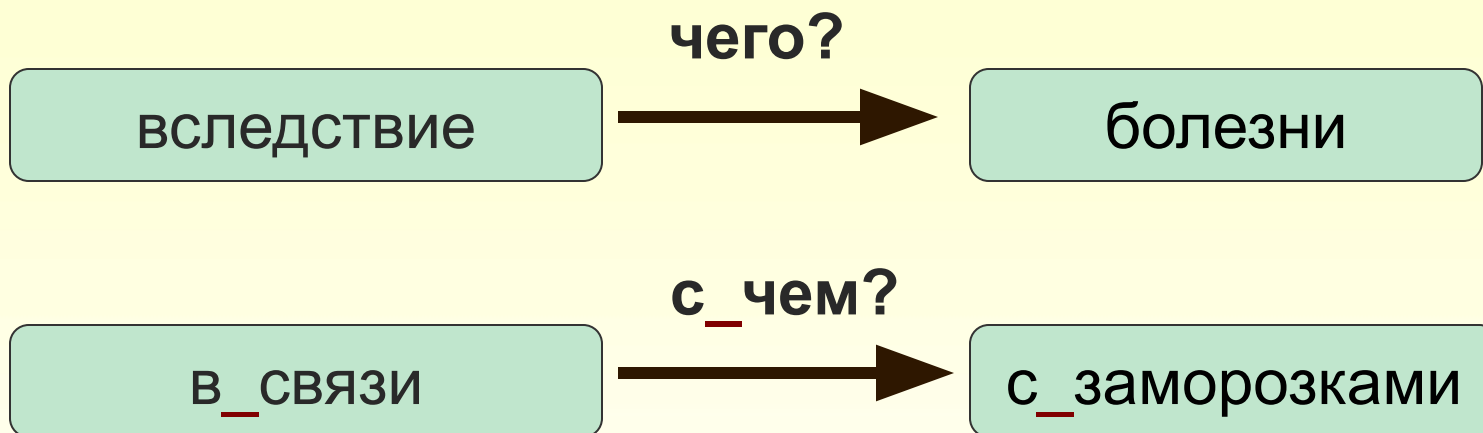 чего?
вследствие болезни
с_чем?
в_связи с_заморозками